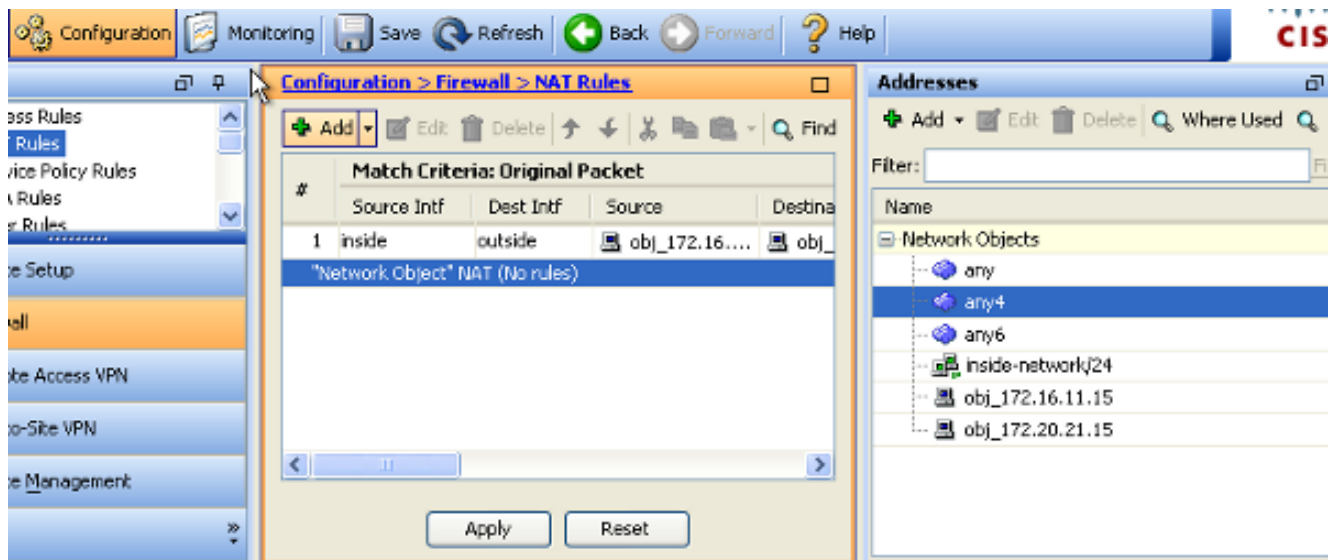 Configuration Monitoring Save Refresh Back Forward Help CIS
Configuration > Firewall > NAT Rules
Add Edit Delete Find
# Match Criteria: Original Packet
Source Intf Dest Intf Source Destina
1 inside outside obj_172.16.... obj_
"Network Object" NAT (No rules)
Apply Reset
ess Rules
Rules
vice Policy Rules
Rules
Rules
e Setup
all
te Access VPN
o-Site VPN
e Management
Addresses
Add Edit Delete Where Used
Filter: Fi
Name
Network Objects
any
any4
any6
inside-network/24
obj_172.16.11.15
obj_172.20.21.15